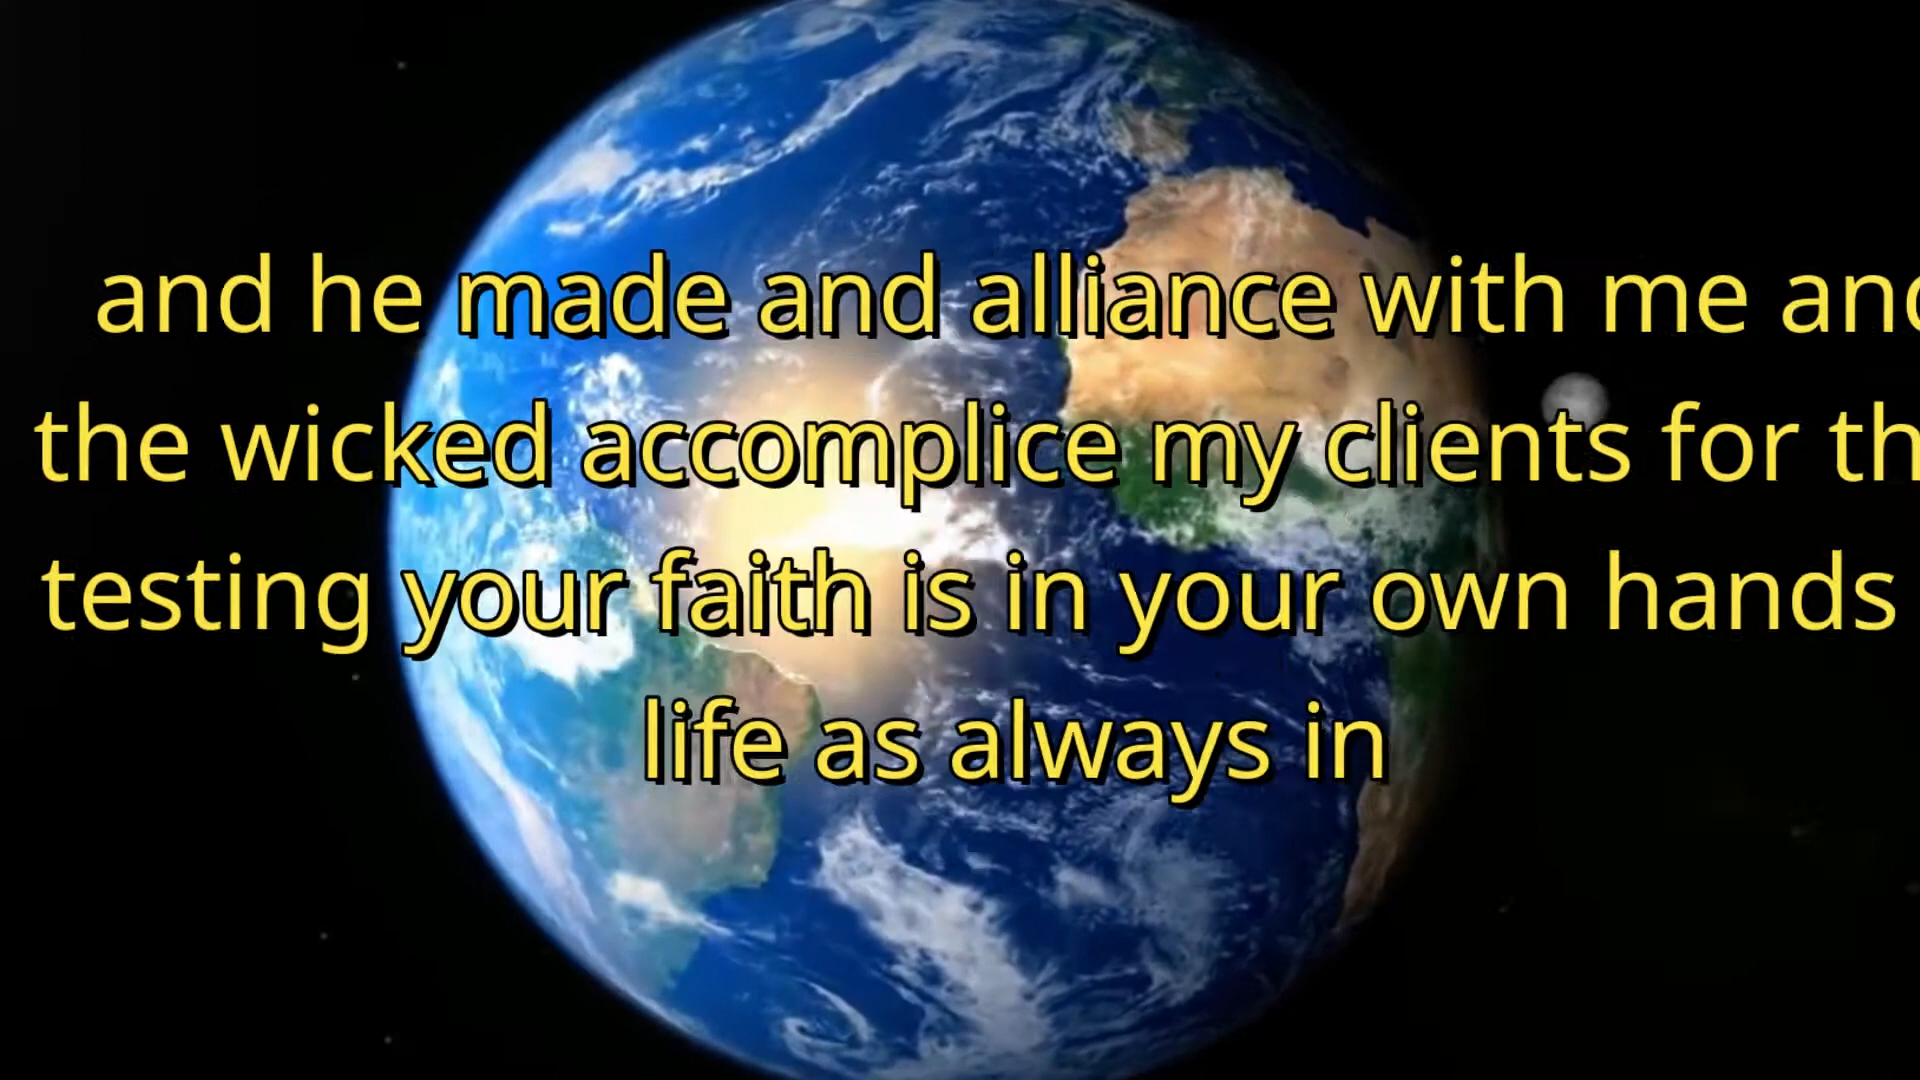 and he made and alliance with me and
the wicked accomplice my clients for th
testing your faith is in your own hands
life as always in